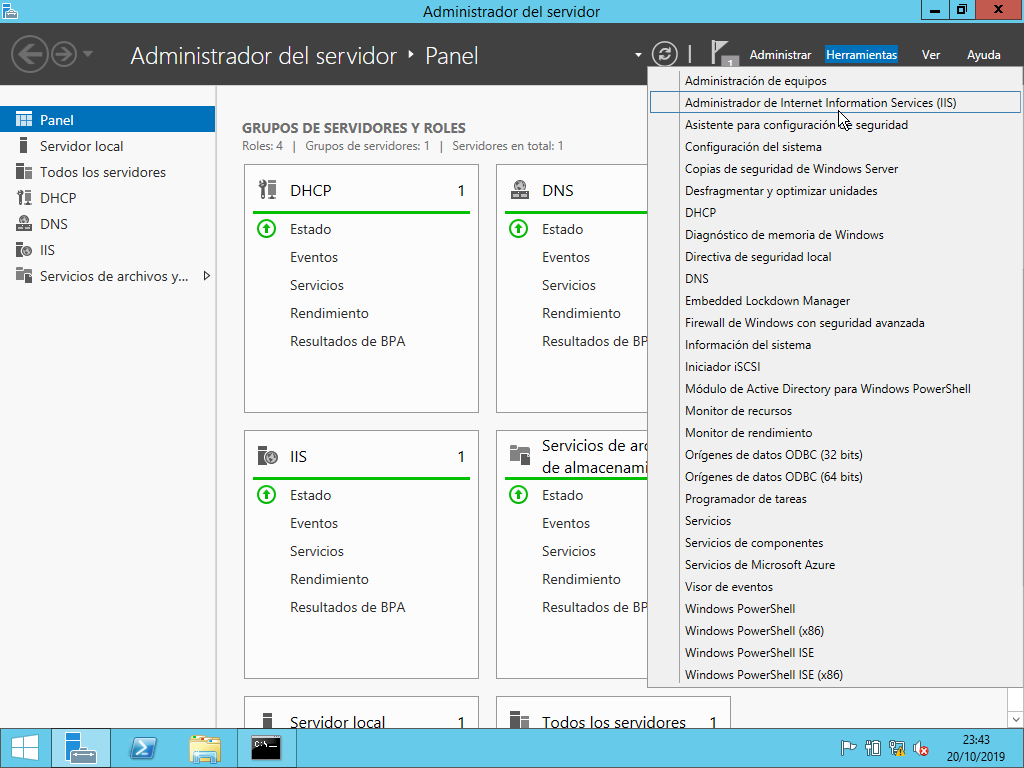 Administrador del servidor
Administrador del servidor ‣ Panel
1
Administrar Herramientas Ver Ayuda
Panel
Servidor local
Todos los servidores
DHCP
DNS
IIS
Servicios de archivos y...
GRUPOS DE SERVIDORES Y ROLES
Roles: 4 | Grupos de servidores: 1 | Servidores en total: 1
DHCP 1
Estado
Eventos
Servicios
Rendimiento
Resultados de BPA
DNS
Estado
Eventos
Servicios
Rendimiento
Resultados de BP
IIS 1
Estado
Eventos
Servicios
Rendimiento
Resultados de BPA
Servicios de arc
de almacenami
Estado
Eventos
Servicios
Rendimiento
Resultados de BP
Servidor local 1
Todos los servidores 1
Administración de equipos
Administrador de Internet Information Services (IIS)
Asistente para configuración de seguridad
Configuración del sistema
Copias de seguridad de Windows Server
Desfragmentar y optimizar unidades
DHCP
Diagnóstico de memoria de Windows
Directiva de seguridad local
DNS
Embedded Lockdown Manager
Firewall de Windows con seguridad avanzada
Información del sistema
Iniciador iSCSI
Módulo de Active Directory para Windows PowerShell
Monitor de recursos
Monitor de rendimiento
Orígenes de datos ODBC (32 bits)
Orígenes de datos ODBC (64 bits)
Programador de tareas
Servicios
Servicios de componentes
Servicios de Microsoft Azure
Visor de eventos
Windows PowerShell
Windows PowerShell (x86)
Windows PowerShell ISE
Windows PowerShell ISE (x86)
C:\.
23:43
20/10/2019